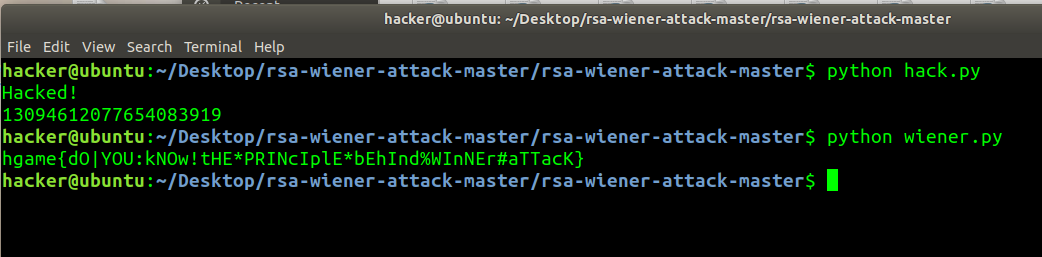 hacker@ubuntu: ~/Desktop/rsa-wiener-attack-master/rsa-wiener-attack-master
File Edit View Search Terminal Help
hacker@ubuntu:~/Desktop/rsa-wiener-attack-master/rsa-wiener-attack-master$ python hack.py
Hacked!
13094612077654083919
hacker@ubuntu:~/Desktop/rsa-wiener-attack-master/rsa-wiener-attack-master$ python wiener.py
hgame{dO|YOU:kNOw!tHE*PRINcIplE*bEhInd%WInNEr#aTTacK}
hacker@ubuntu:~/Desktop/rsa-wiener-attack-master/rsa-wiener-attack-master$